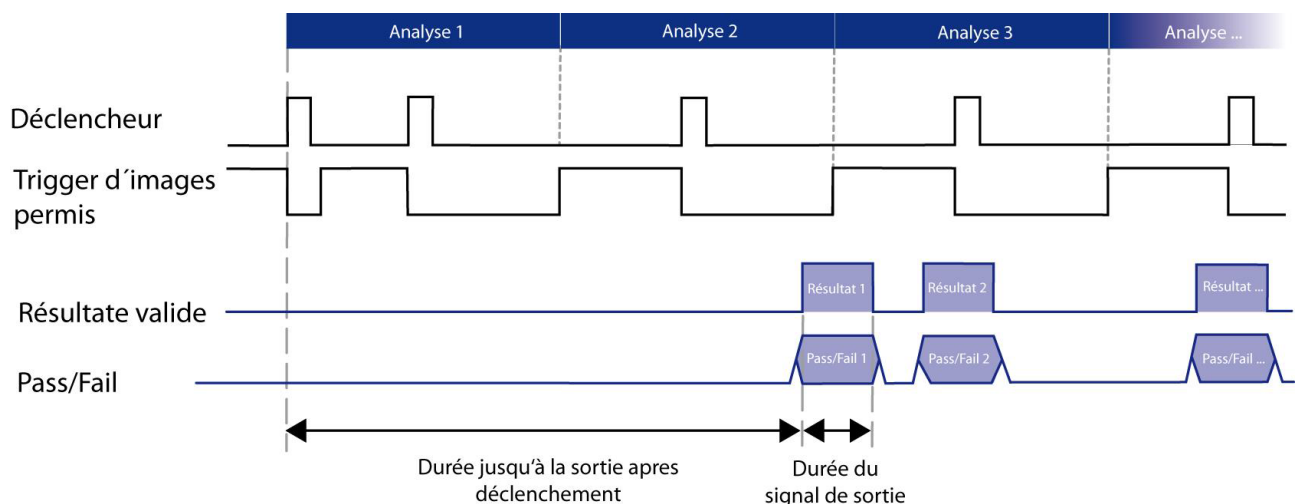 Analyse 1
Analyse 2
Analyse 3
Analyse ...
Déclencheur
Trigger d´images
permis
Résultat 1
Résultat 2
Résultat ...
Résultate valide
Pass/Fail 1
Pass/Fail 2
Pass/Fail ...
Pass/Fail
Durée jusqu‘à la sortie apres
déclenchement
Durée du
signal de sortie